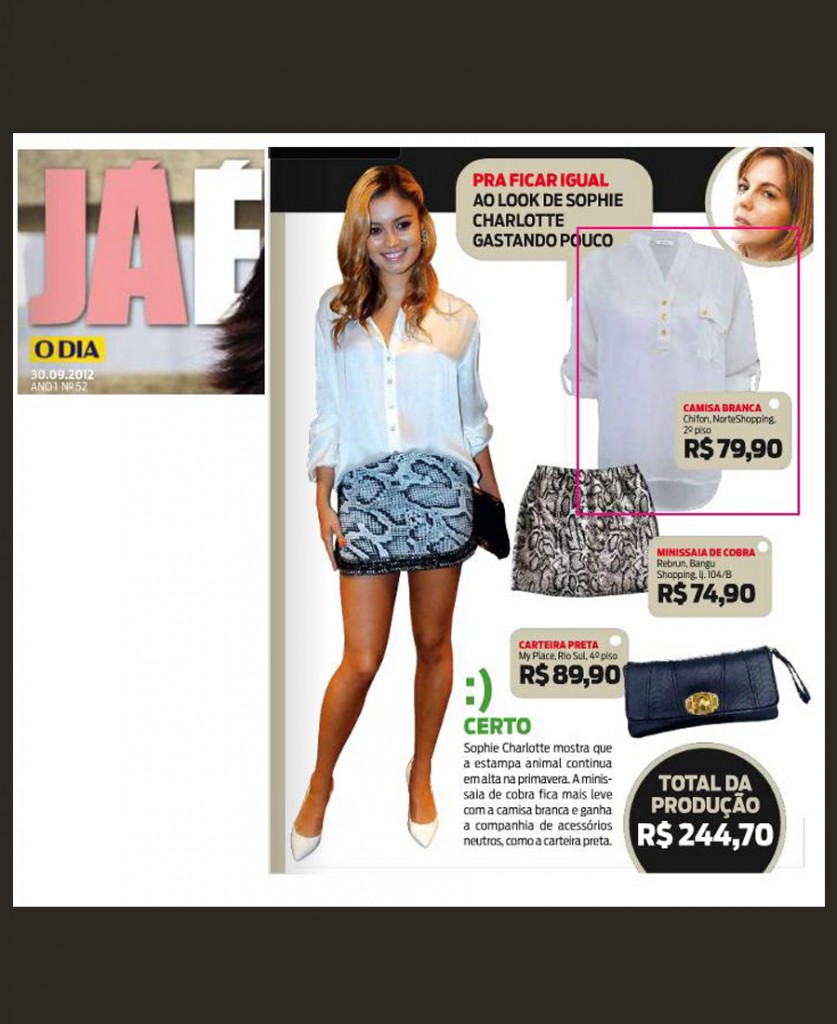 JÁ É
O DIA
30.09.2012
ANO 1 Nº 52
PRA FICAR IGUAL
AO LOOK DE SOPHIE
CHARLOTTE
GASTANDO POUCO
CAMISA BRANCA
Chifon, NorteShopping,
2º piso
R$ 79,90
MINISSAIA DE COBRA
Rebrun, Bangu
Shopping, lj. 104/B
R$ 74,90
CARTEIRA PRETA
My Place, Rio Sul, 4º piso
R$ 89,90
:)
CERTO
Sophie Charlotte mostra que
a estampa animal continua
em alta na primavera. A minis-
saia de cobra fica mais leve
com a camisa branca e ganha
a companhia de acessórios
neutros, como a carteira preta.
TOTAL DA
PRODUÇÃO
R$ 244,70